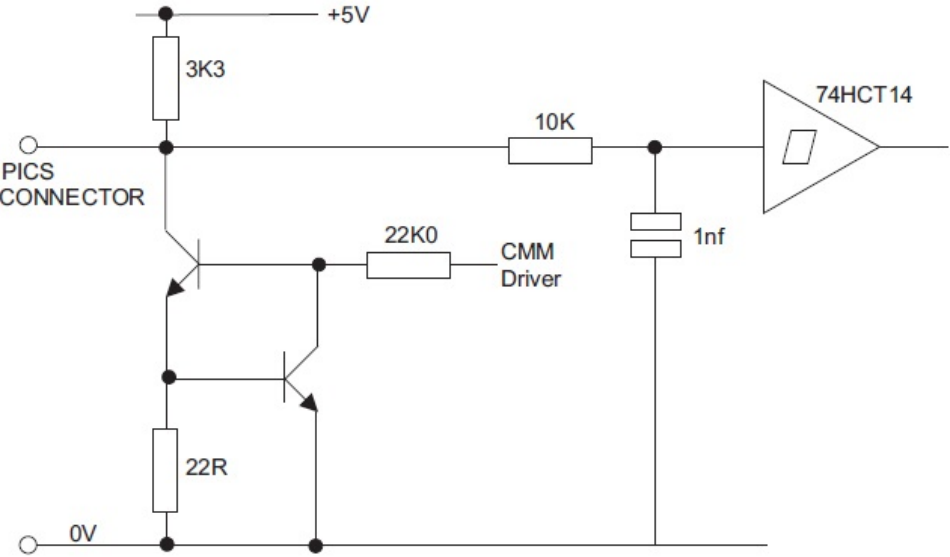 +5V
3K3
74HCT14
10K
PICS
CONNECTOR
22K0
CMM
Driver
1nf
22R
0V